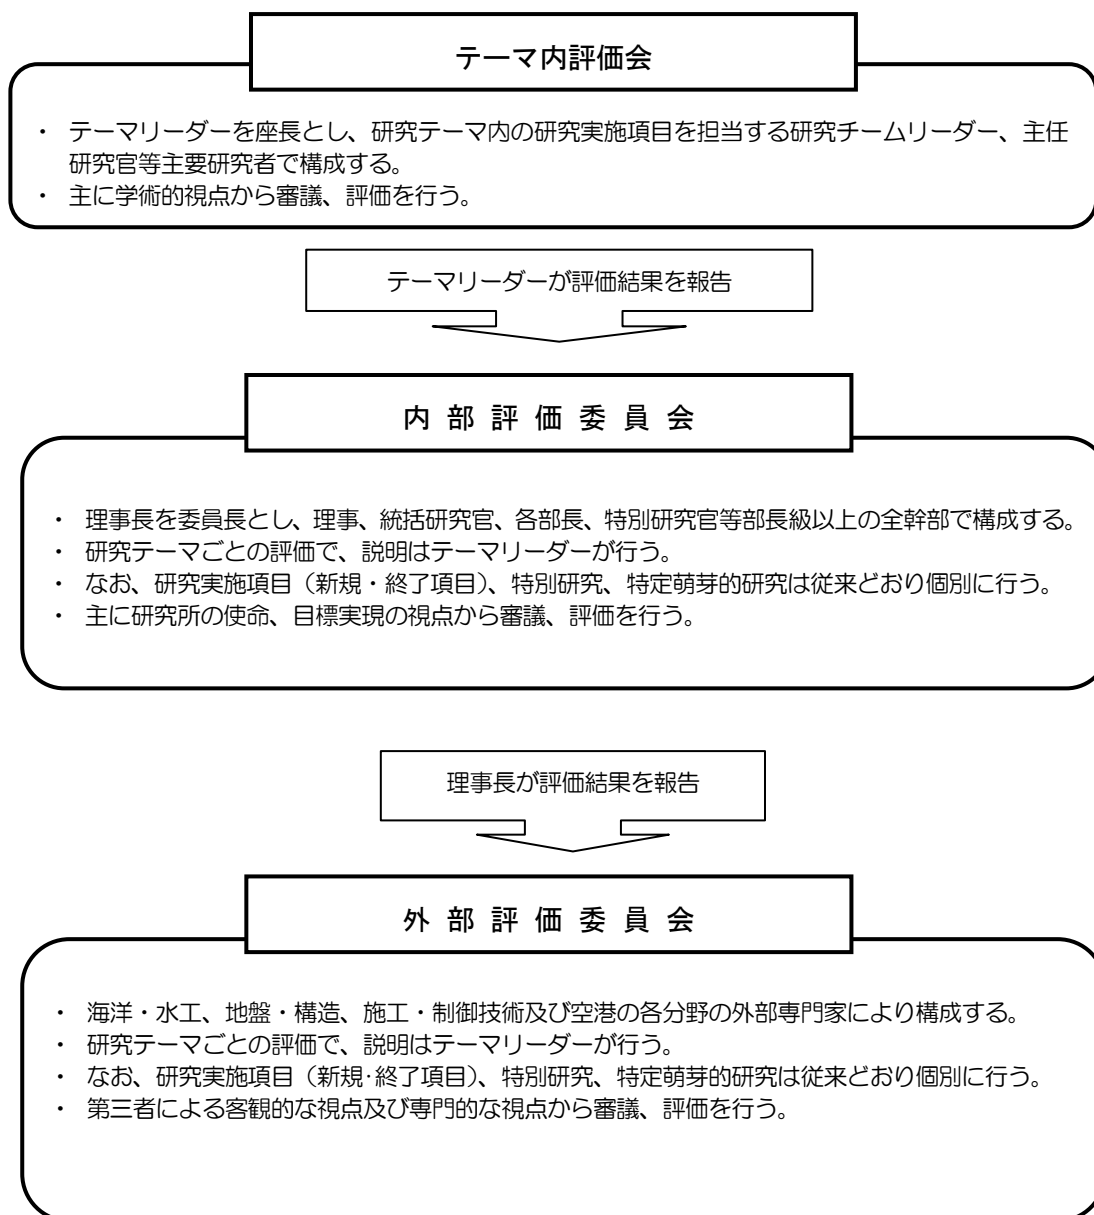 テーマ内評価会
・ テーマリーダーを座長とし、研究テーマ内の研究実施項目を担当する研究チームリーダー、主任
研究官等主要研究者で構成する。
・ 主に学術的視点から審議、評価を行う。
テーマリーダーが評価結果を報告
内 部 評 価 委 員 会
・ 理事長を委員長とし、理事、統括研究官、各部長、特別研究官等部長級以上の全幹部で構成する。
・ 研究テーマごとの評価で、説明はテーマリーダーが行う。
・ なお、研究実施項目（新規・終了項目）、特別研究、特定萌芽的研究は従来どおり個別に行う。
・ 主に研究所の使命、目標実現の視点から審議、評価を行う。
理事長が評価結果を報告
外 部 評 価 委 員 会
・ 海洋・水工、地盤・構造、施工・制御技術及び空港の各分野の外部専門家により構成する。
・ 研究テーマごとの評価で、説明はテーマリーダーが行う。
・ なお、研究実施項目（新規･終了項目）、特別研究、特定萌芽的研究は従来どおり個別に行う。
・ 第三者による客観的な視点及び専門的な視点から審議、評価を行う。